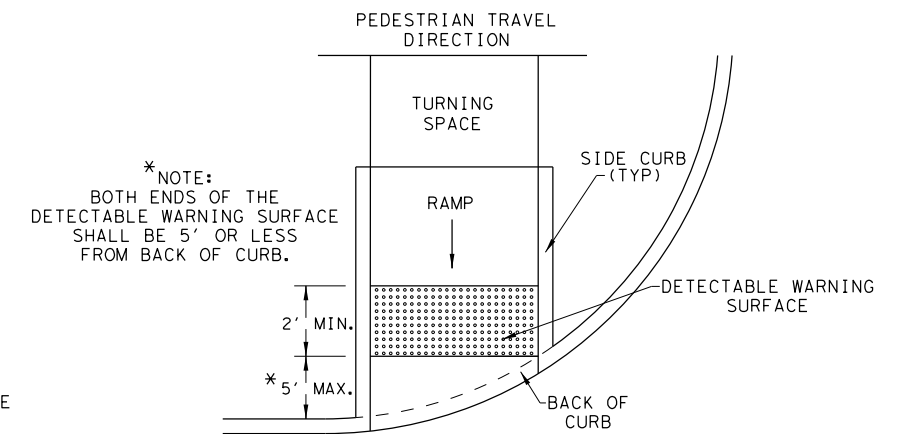 PEDESTRIAN TRAVEL
DIRECTION
TURNING
SPACE
*NOTE:
BOTH ENDS OF THE
DETECTABLE WARNING SURFACE
SHALL BE 5' OR LESS
FROM BACK OF CURB.
SIDE CURB
(TYP)
RAMP
DETECTABLE WARNING
SURFACE
2' MIN.
*5' MAX.
BACK OF
CURB
E